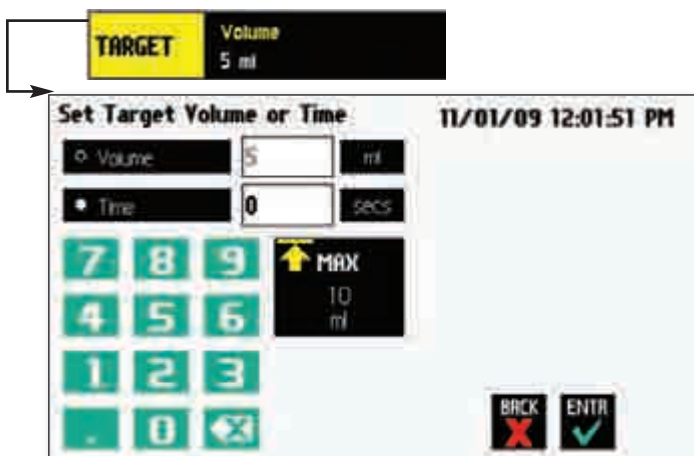 TARGET
Volume
5 ml
Set Target Volume or Time 11/01/09 12:01:51 PM
Volume 5 ml
Time 0 secs
7 8 9
MAX
10
ml
4 5 6
1 2 3
. 0 X
BACK ENTR